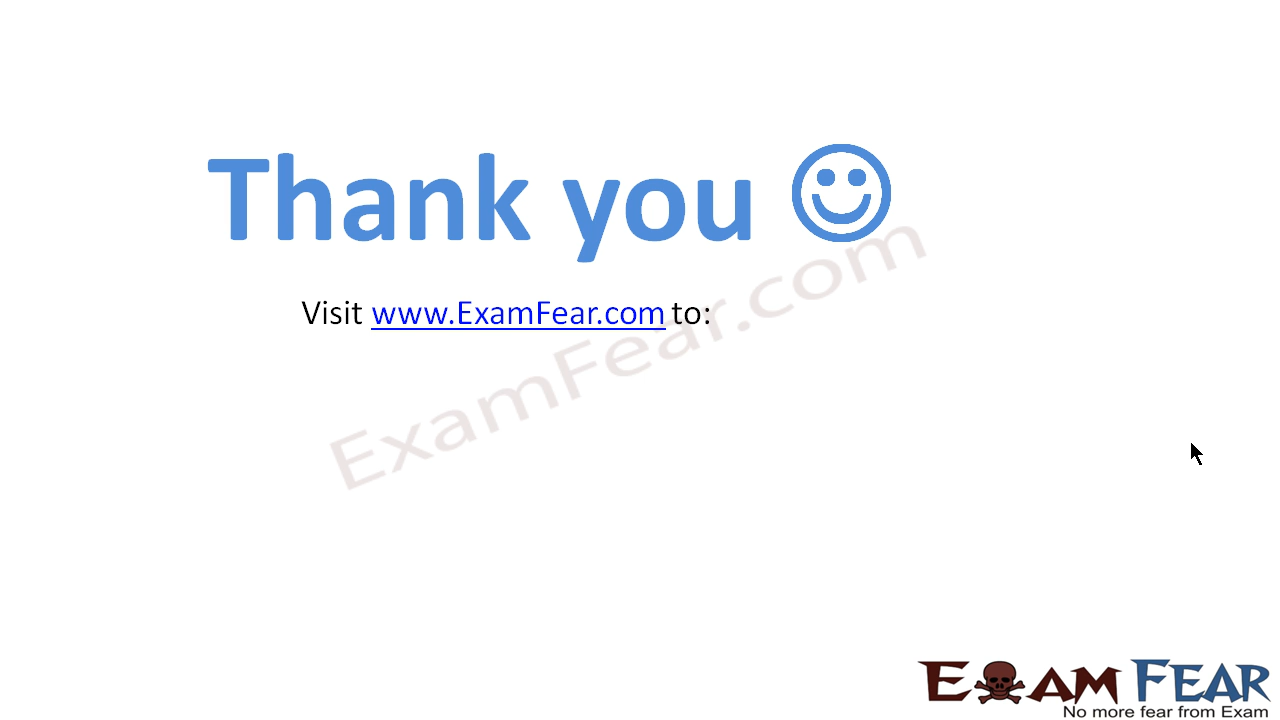 Thank you ☺
Visit www.ExamFear.com to:
ExamFear.com
EXAM FEAR
No more fear from Exam